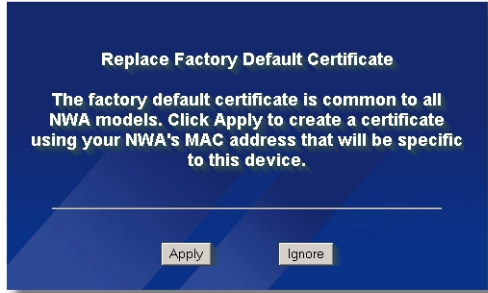 Replace Factory Default Certificate
The factory default certificate is common to all
NWA models. Click Apply to create a certificate
using your NWA's MAC address that will be specific
to this device.
Apply Ignore